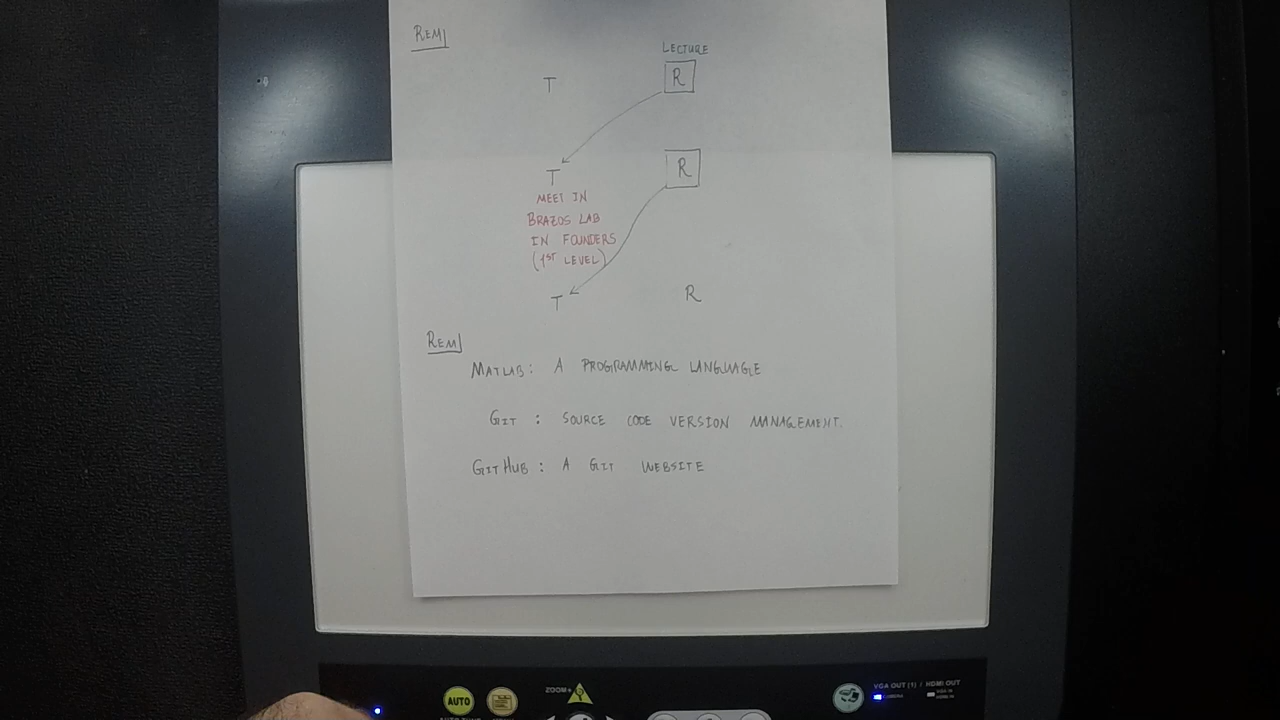 REM
LECTURE
T R
T R
MEET IN
BRAZOS LAB
IN FOUNDERS
(1ST LEVEL)
T R
REM
MATLAB: A PROGRAMMING LANGUAGE
GIT : SOURCE CODE VERSION MANAGEMENT.
GITHUB: A GIT WEBSITE
ZOOM+
AUTO
VGA OUT (1) / HDMI OUT
CAMERA